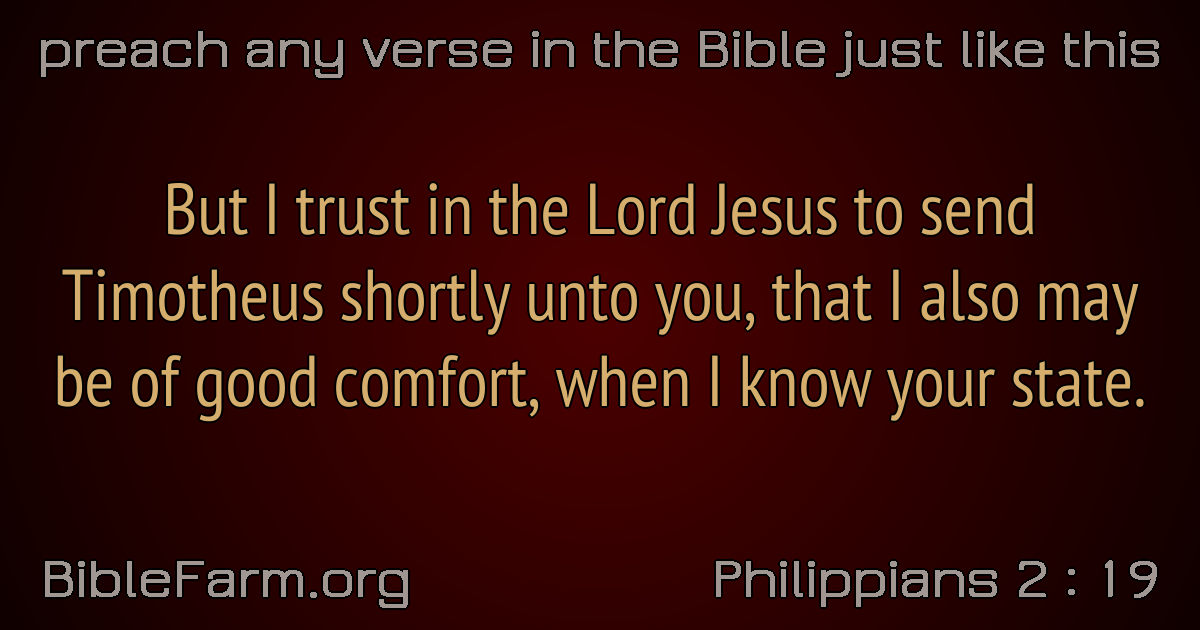 preach any verse in the Bible just like this
But I trust in the Lord Jesus to send
Timotheus shortly unto you, that I also may
be of good comfort, when I know your state.
BibleFarm.org
Philippians 2 : 19